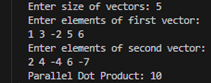 Enter size of vectors: 5
Enter elements of first vector:
1 3 -2 5 6
Enter elements of second vector:
2 4 -4 6 -7
Parallel Dot Product: 10